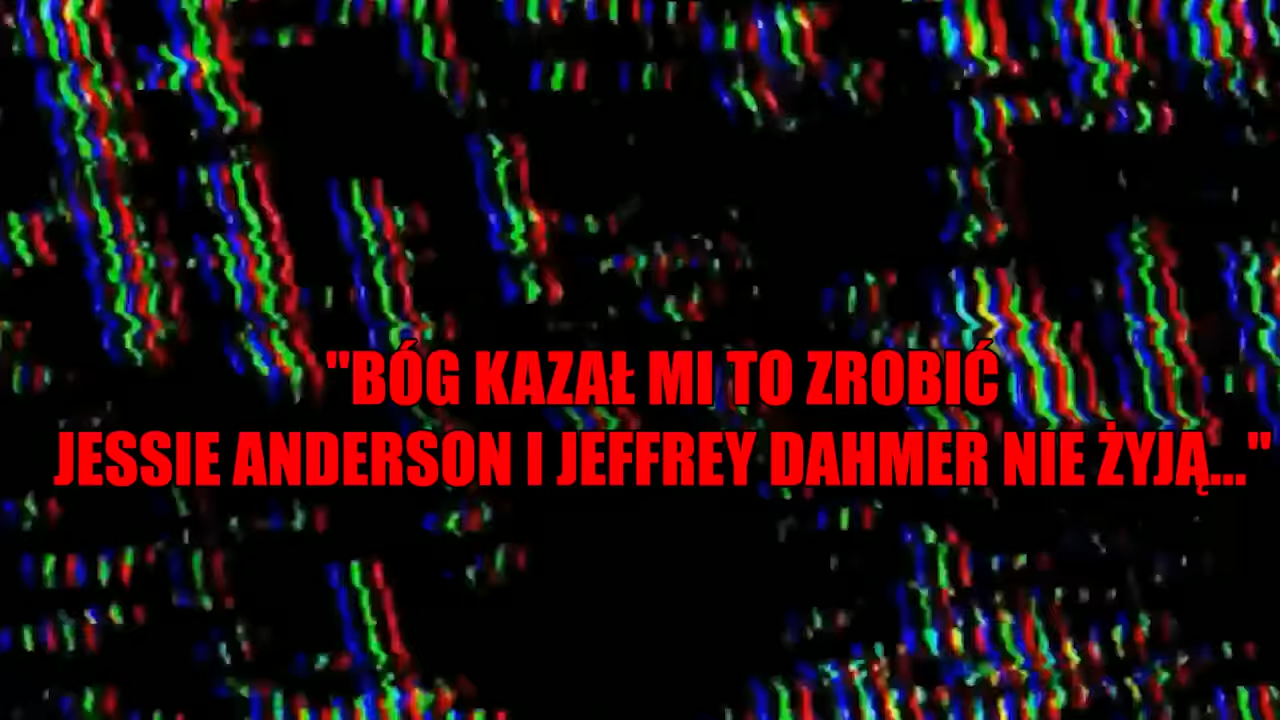 "BÓG KAZAŁ MI TO ZROBIĆ
JESSIE ANDERSON I JEFFREY DAHMER NIE ŻYJĄ..."